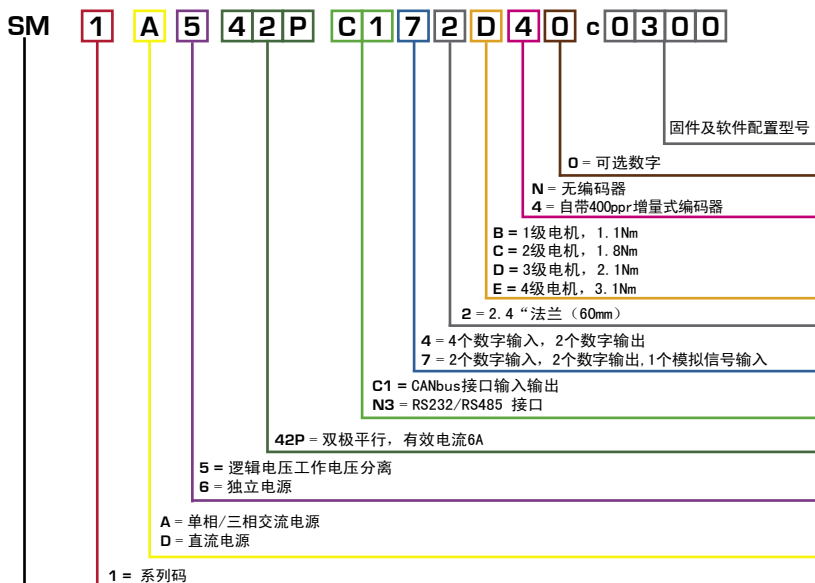 SM 1 A 5 42P C1 7 2 D 4 0 c 0300
固件及软件配置型号
0 = 可选数字
N = 无编码器
4 = 自带400ppr增量式编码器
B = 1级电机，1.1Nm
C = 2级电机，1.8Nm
D = 3级电机，2.1Nm
E = 4级电机，3.1Nm
2 = 2.4“法兰（60mm）
4 = 4个数字输入，2个数字输出
7 = 2个数字输入，2个数字输出,1个模拟信号输入
C1 = CANbus接口输入输出
N3 = RS232/RS485 接口
42P = 双极平行，有效电流6A
5 = 逻辑电压工作电压分离
6 = 独立电源
A = 单相/三相交流电源
D = 直流电源
1 = 系列码